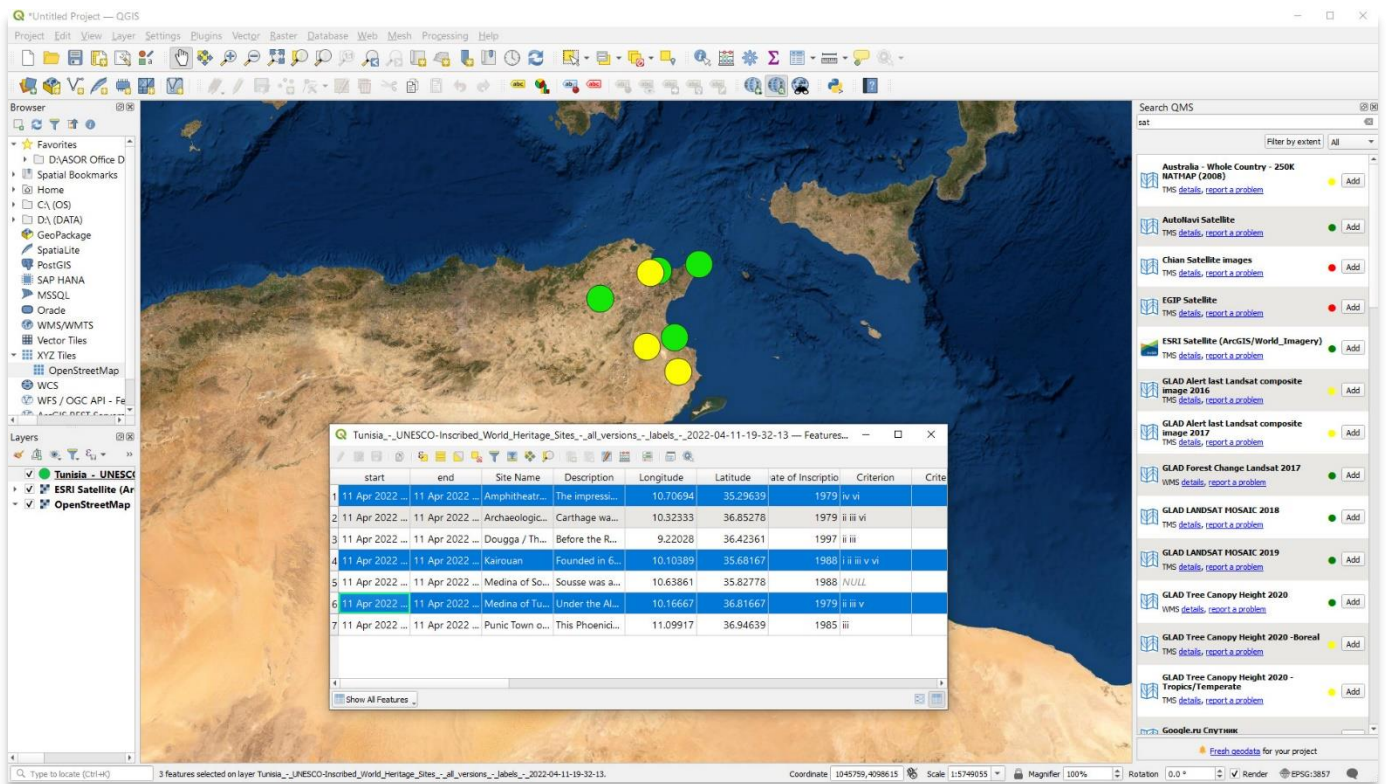 *Untitled Project — QGIS
Project Edit View Layer Settings Plugins Vector Raster Database Web Mesh Processing Help
Browser
Favorites
D:\ASOR Office D
Spatial Bookmarks
Home
C:\ (OS)
D:\ (DATA)
GeoPackage
SpatiaLite
PostGIS
SAP HANA
MSSQL
Oracle
WMS/WMTS
Vector Tiles
XYZ Tiles
OpenStreetMap
WCS
WFS / OGC API - Fe
Layers
Tunisia - UNESC
ESRI Satellite (Ar
OpenStreetMap
Tunisia_-_UNESCO-Inscribed_World_Heritage_Sites_-_all_versions_-_labels_-_2022-04-11-19-32-13 — Features...
start end Site Name Description Longitude Latitude ate of Inscriptio Criterion Crite
1 11 Apr 2022 ... 11 Apr 2022 ... Amphitheatr... The impressi... 10.70694 35.29639 1979 iv vi
2 11 Apr 2022 ... 11 Apr 2022 ... Archaeologic... Carthage wa... 10.32333 36.85278 1979 ii iii vi
3 11 Apr 2022 ... 11 Apr 2022 ... Dougga / Th... Before the R... 9.22028 36.42361 1997 ii iii
4 11 Apr 2022 ... 11 Apr 2022 ... Kairouan Founded in 6... 10.10389 35.68167 1988 i ii iii v vi
5 11 Apr 2022 ... 11 Apr 2022 ... Medina of So... Sousse was a... 10.63861 35.82778 1988 NULL
6 11 Apr 2022 ... 11 Apr 2022 ... Medina of Tu... Under the Al... 10.16667 36.81667 1979 ii iii v
7 11 Apr 2022 ... 11 Apr 2022 ... Punic Town o... This Phoenici... 11.09917 36.94639 1985 iii
Show All Features
Search QMS
sat
Filter by extent All
Australia - Whole Country - 250K
NATMAP (2008)
TMS details, report a problem
Add
AutoNavi Satellite
TMS details, report a problem
Add
Chian Satellite images
TMS details, report a problem
Add
EGIP Satellite
TMS details, report a problem
Add
ESRI Satellite (ArcGIS/World_Imagery)
TMS details, report a problem
Add
GLAD Alert last Landsat composite
image 2016
TMS details, report a problem
Add
GLAD Alert last Landsat composite
image 2017
TMS details, report a problem
Add
GLAD Forest Change Landsat 2017
WMS details, report a problem
Add
GLAD LANDSAT MOSAIC 2018
TMS details, report a problem
Add
GLAD LANDSAT MOSAIC 2019
TMS details, report a problem
Add
GLAD Tree Canopy Height 2020
WMS details, report a problem
Add
GLAD Tree Canopy Height 2020 -Boreal
TMS details, report a problem
Add
GLAD Tree Canopy Height 2020 -
Tropics/Temperate
TMS details, report a problem
Add
Google.ru Спутник
Fresh geodata for your project
Type to locate (Ctrl+K) 3 features selected on layer Tunisia_-_UNESCO-Inscribed_World_Heritage_Sites_-_all_versions_-_labels_-_2022-04-11-19-32-13. Coordinate 1045759,4098615 Scale 1:5749055 Magnifier 100% Rotation 0.0 ° Render EPSG:3857